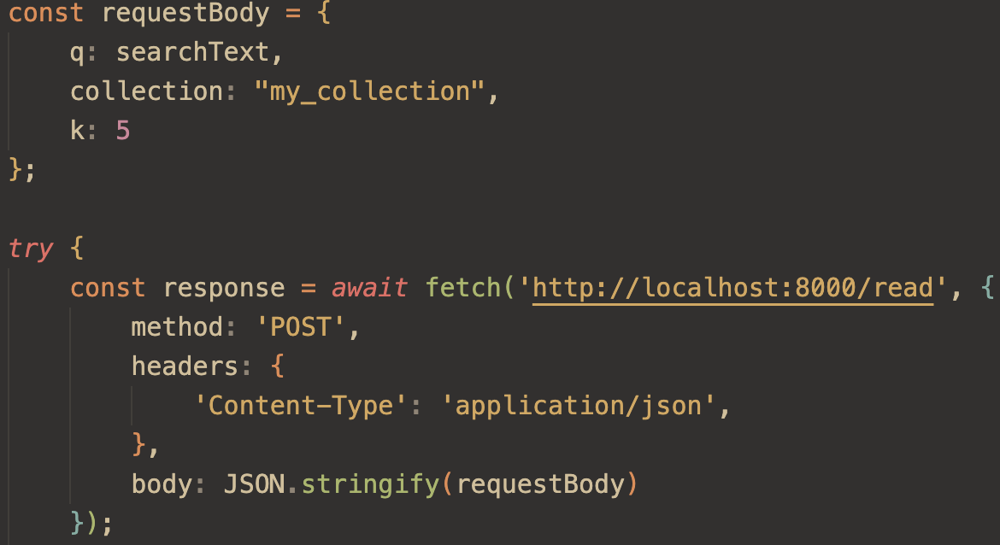 const requestBody = {
    q: searchText,
    collection: "my_collection",
    k: 5
};

try {
    const response = await fetch('http://localhost:8000/read', {
        method: 'POST',
        headers: {
            'Content-Type': 'application/json',
        },
        body: JSON.stringify(requestBody)
    });